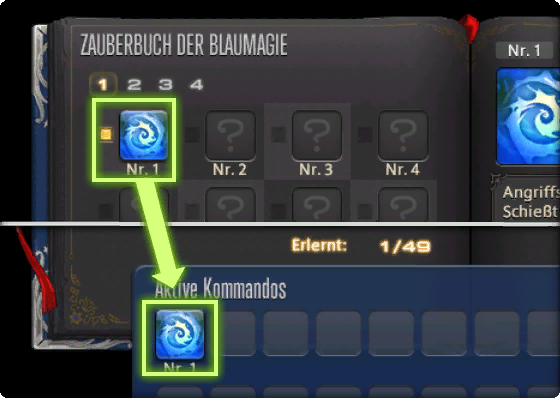 ZAUBERBUCH DER BLAUMAGIE
Nr. 1
1 2 3 4
? ? ?
Nr. 1 Nr. 2 Nr. 3 Nr. 4
Angriffs
Schießt
Erlernt: 1/49
Aktive Kommandos
Nr. 1